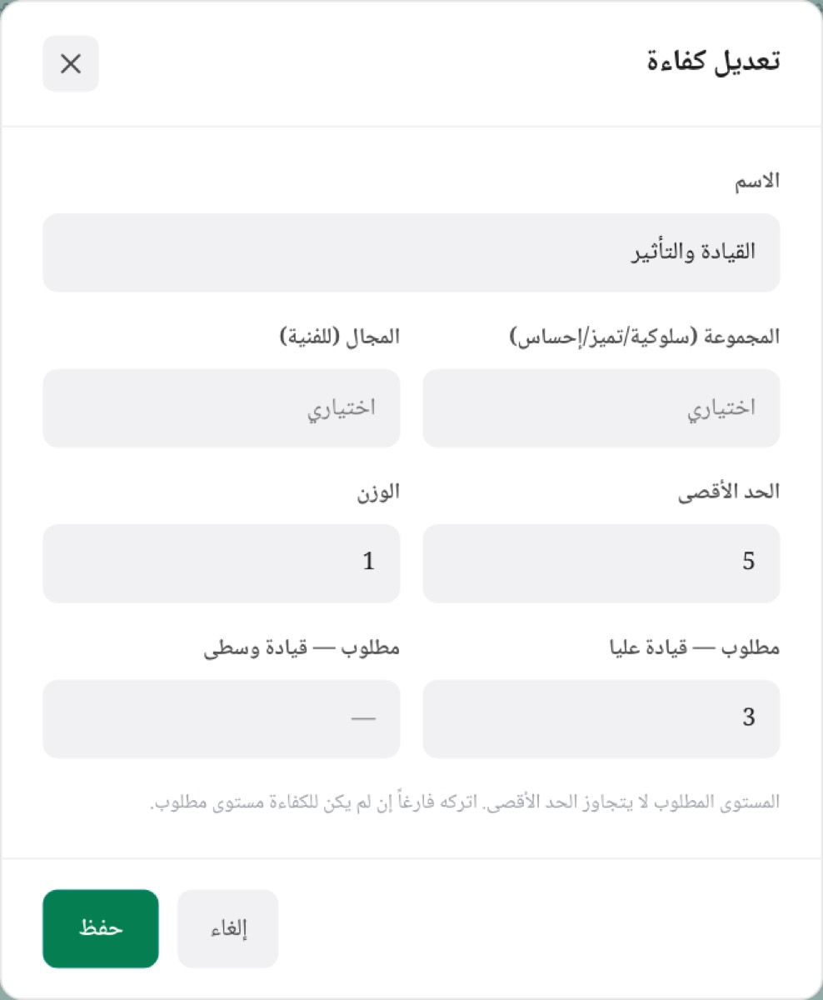 تعديل كفاءة
الاسم
القيادة والتأثير
المجموعة (سلوكية/تميز/إحساس)
المجال (للفنية)
اختياري
اختياري
الحد الأقصى
الوزن
5
1
مطلوب — قيادة عليا
مطلوب — قيادة وسطى
3
—
المستوى المطلوب لا يتجاوز الحد الأقصى. اتركه فارغاً إن لم يكن للكفاءة مستوى مطلوب.
إلغاء
حفظ